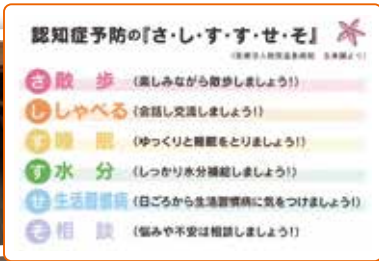 認知症予防の『さ・し・す・す・せ・そ』
さ 散 歩 (楽しみながら散歩しましょう!)
し しゃべる (会話し交流しましょう!)
す 睡 眠 (ゆっくりと睡眠をとりましょう!)
す 水 分 (しっかり水分補給しましょう!)
せ 生活習慣病 (日ごろから生活習慣病に気をつけましょう!)
そ 相 談 (悩みや不安は相談しましょう!)